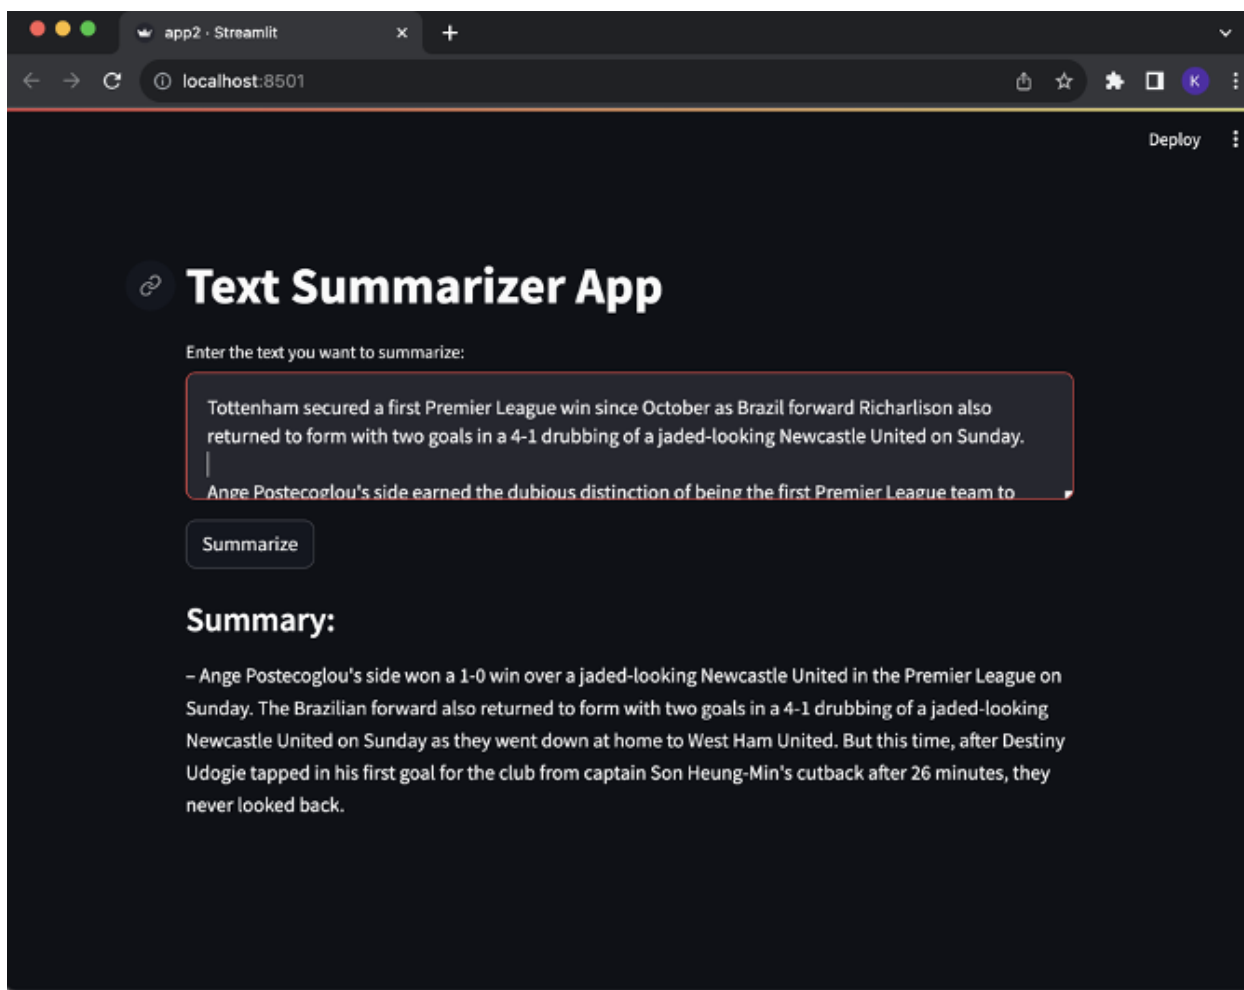 app2 · Streamlit
localhost:8501
K
Deploy
Text Summarizer App
Enter the text you want to summarize:
Tottenham secured a first Premier League win since October as Brazil forward Richarlison also
returned to form with two goals in a 4-1 drubbing of a jaded-looking Newcastle United on Sunday.
Ange Postecoglou's side earned the dubious distinction of being the first Premier League team to
Summarize
Summary:
– Ange Postecoglou's side won a 1-0 win over a jaded-looking Newcastle United in the Premier League on
Sunday. The Brazilian forward also returned to form with two goals in a 4-1 drubbing of a jaded-looking
Newcastle United on Sunday as they went down at home to West Ham United. But this time, after Destiny
Udogie tapped in his first goal for the club from captain Son Heung-Min's cutback after 26 minutes, they
never looked back.